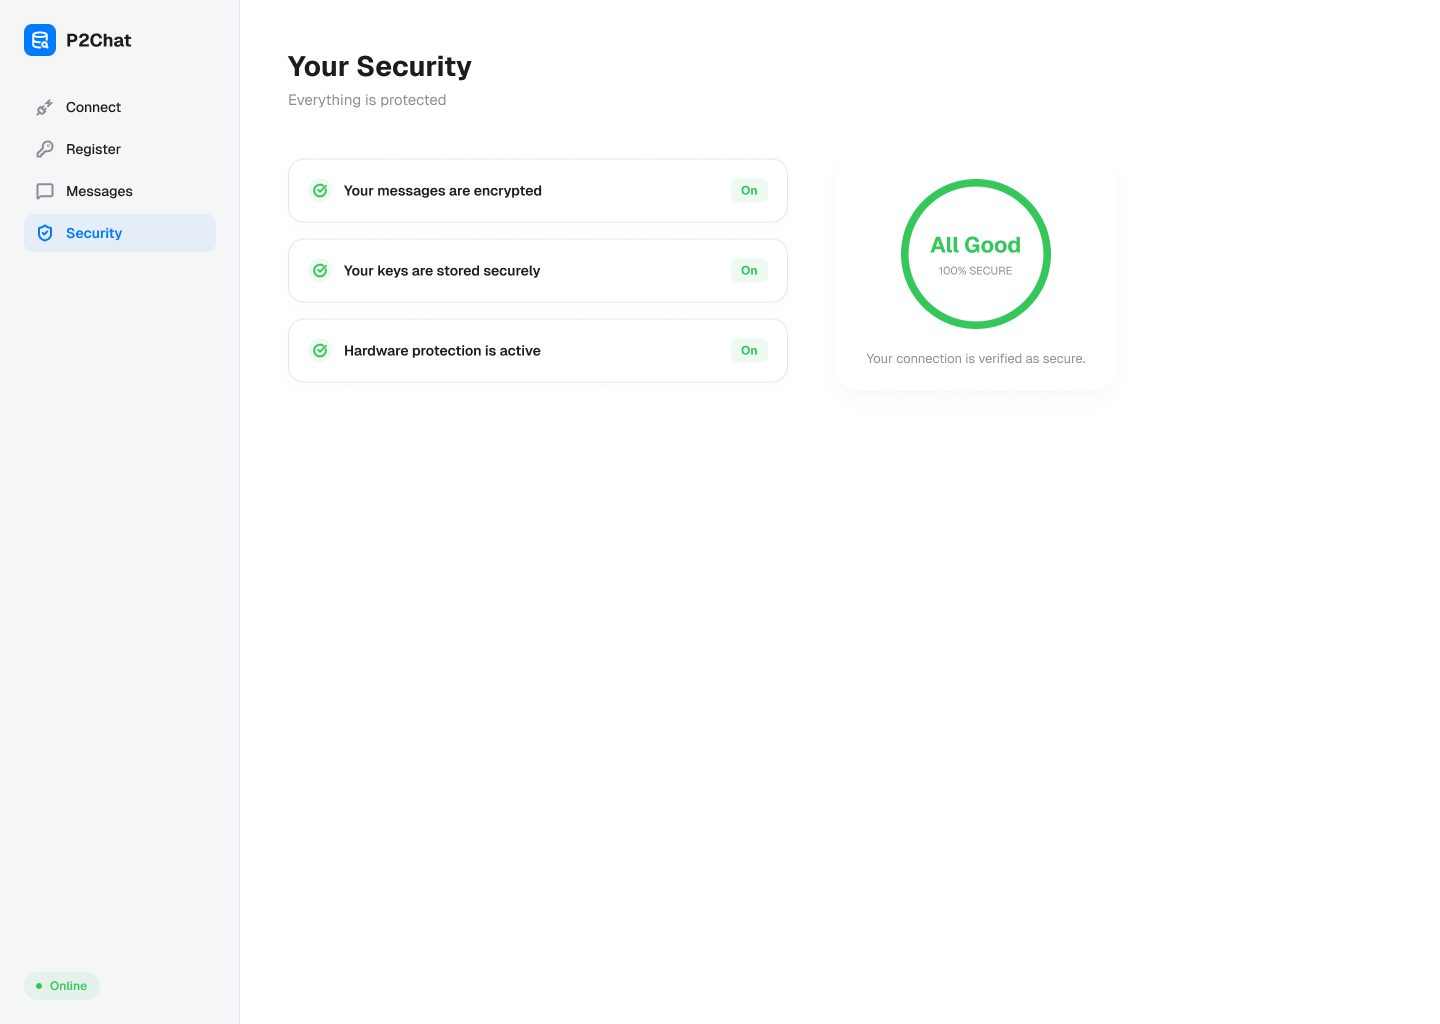 P2Chat
Connect
Register
Messages
Security
Online
Your Security
Everything is protected
Your messages are encrypted On
Your keys are stored securely On
Hardware protection is active On
All Good
100% SECURE
Your connection is verified as secure.